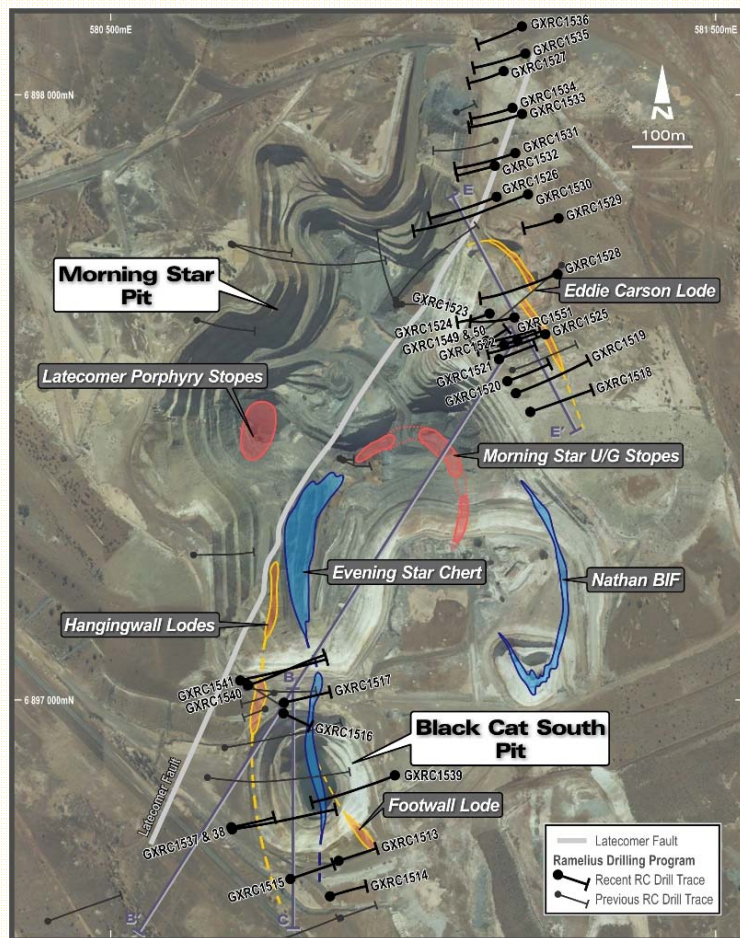 580 500mE
581 500mE
GXRC1536
GXRC1535
GXRC1527
6 898 000mN
N
100m
GXRC1534
GXRC1533
GXRC1531
GXRC1532
E
GXRC1526
GXRC1530
GXRC1529
Morning Star
Pit
GXRC1528
Eddie Carson Lode
GXRC1523
GXRC1524
GXRC1551
GXRC1549 & 50
GXRC1525
GXRC1522
GXRC1519
GXRC1521
GXRC1520
GXRC1518
Latecomer Porphyry Stopes
E'
Morning Star U/G Stopes
Evening Star Chert
Nathan BIF
Hangingwall Lodes
GXRC1541
GXRC1540
B
GXRC1517
6 897 000mN
GXRC1516
Black Cat South
Pit
Latecomer Fault
GXRC1539
Footwall Lode
GXRC1537 & 38
GXRC1513
GXRC1515
GXRC1514
B'
C
Latecomer Fault
Ramelius Drilling Program
Recent RC Drill Trace
Previous RC Drill Trace